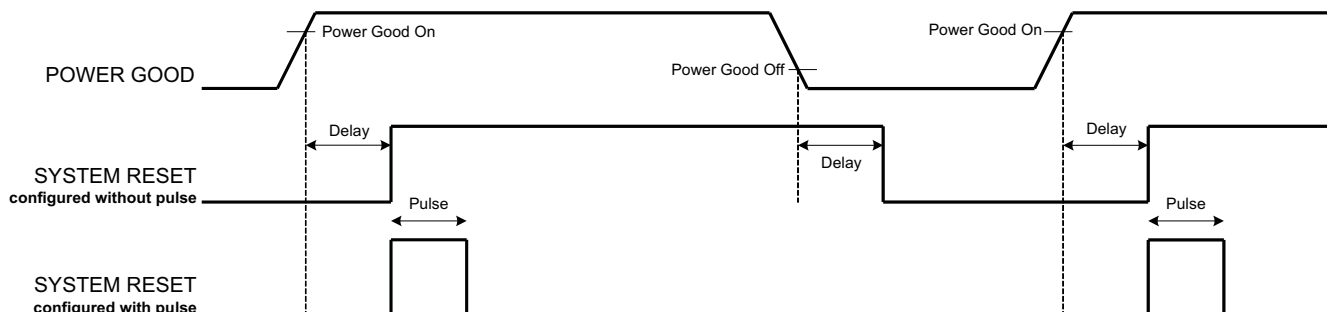 Power Good On
Power Good On
POWER GOOD
Power Good Off
Delay
Delay
Delay
SYSTEM RESET
configured without pulse
Pulse
Pulse
SYSTEM RESET
configured with pulse